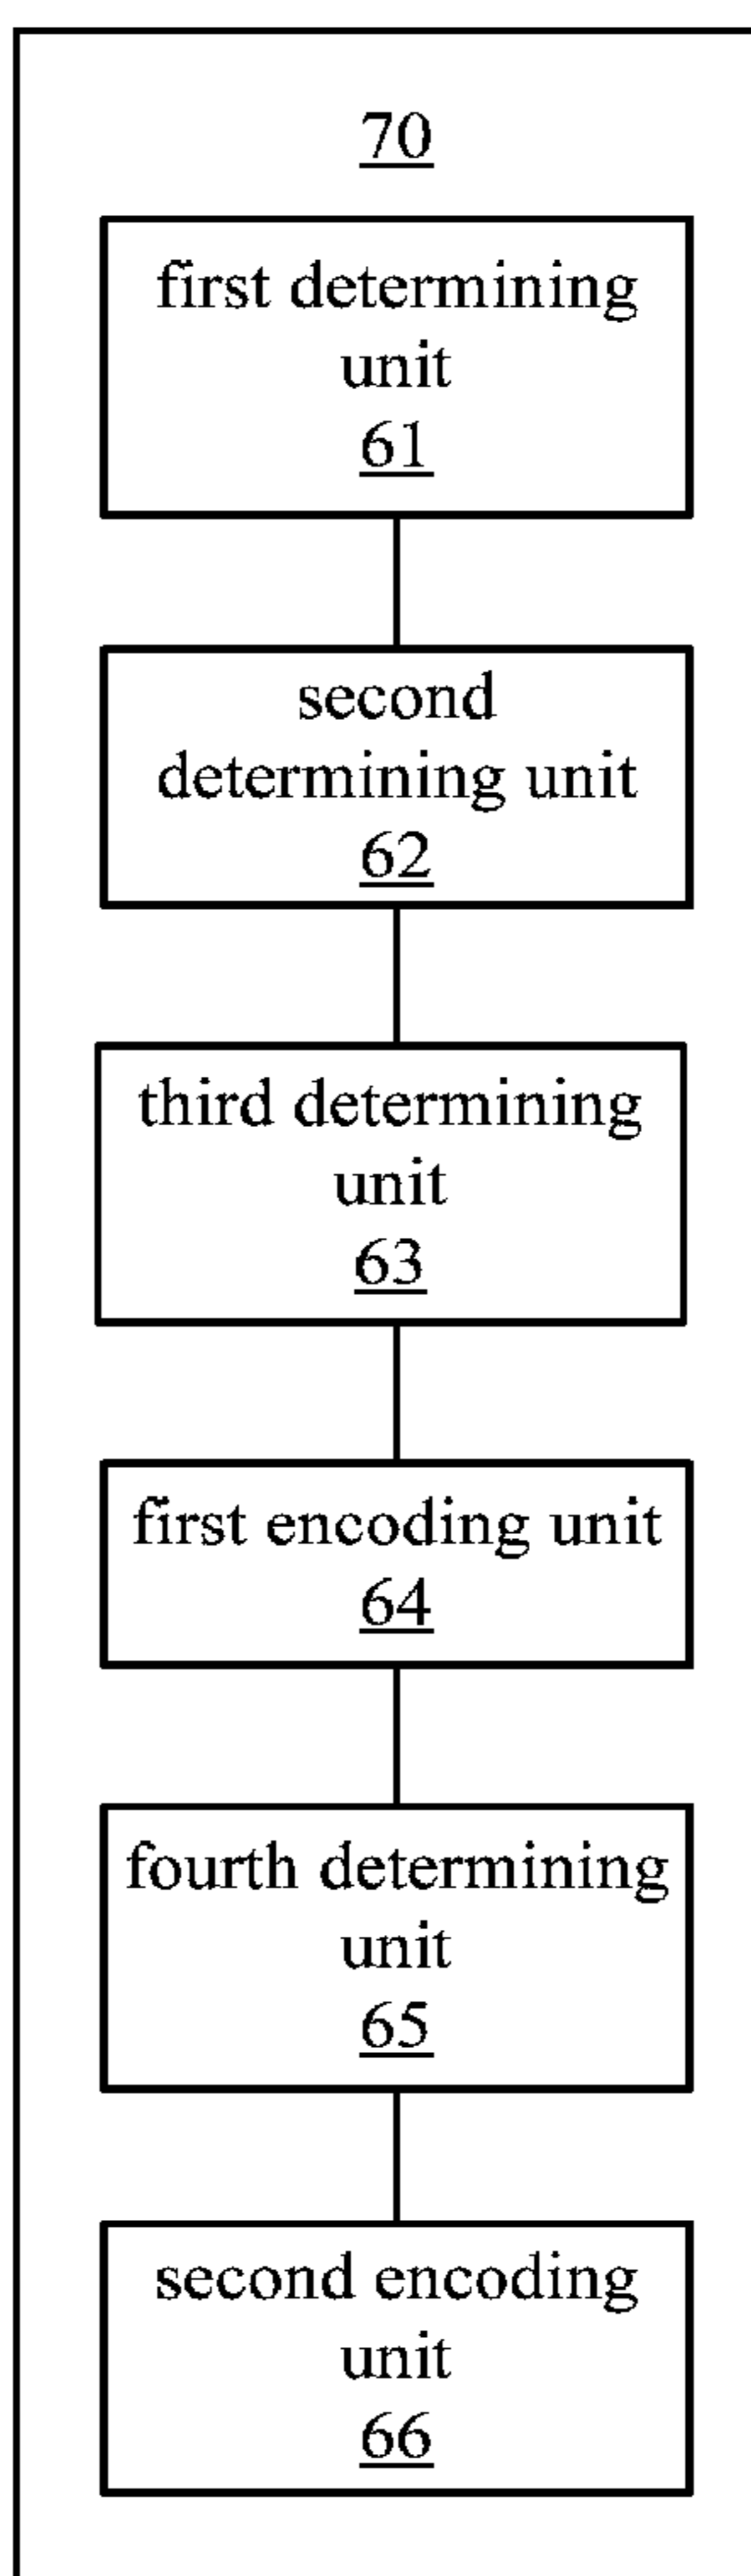 70
first determining
unit
61
second
determining unit
62
third determining
unit
63
first encoding unit
64
fourth determining
unit
65
second encoding
unit
66